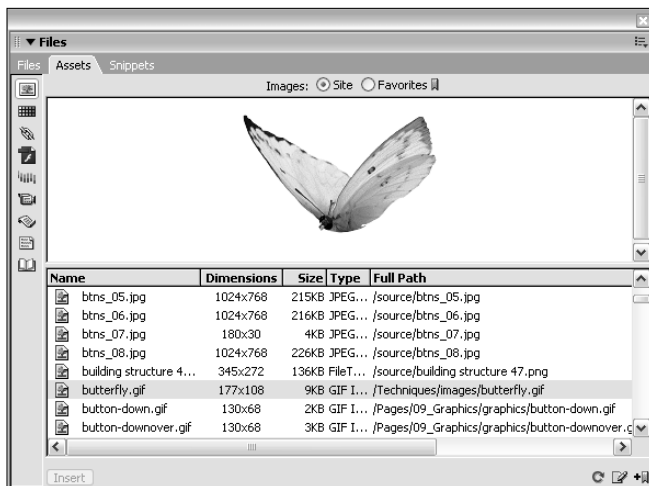 Files
Files Assets Snippets
Images: Site Favorites
Name Dimensions Size Type Full Path
btns_05.jpg 1024x768 215KB JPEG... /source/btns_05.jpg
btns_06.jpg 1024x768 216KB JPEG... /source/btns_06.jpg
btns_07.jpg 180x30 4KB JPEG... /source/btns_07.jpg
btns_08.jpg 1024x768 226KB JPEG... /source/btns_08.jpg
building structure 4... 345x272 136KB FileT... /source/building structure 47.png
butterfly.gif 177x108 9KB GIF I... /Techniques/images/butterfly.gif
button-down.gif 130x68 2KB GIF I... /Pages/09_Graphics/graphics/button-down.gif
button-downover.gif 130x68 3KB GIF I... /Pages/09_Graphics/graphics/button-downover.g
Insert